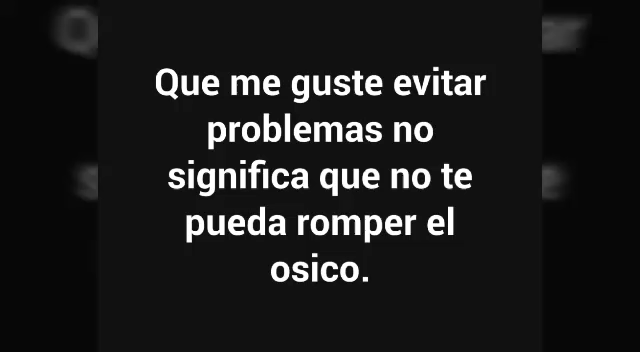 Que me guste evitar
problemas no
significa que no te
pueda romper el
osico.